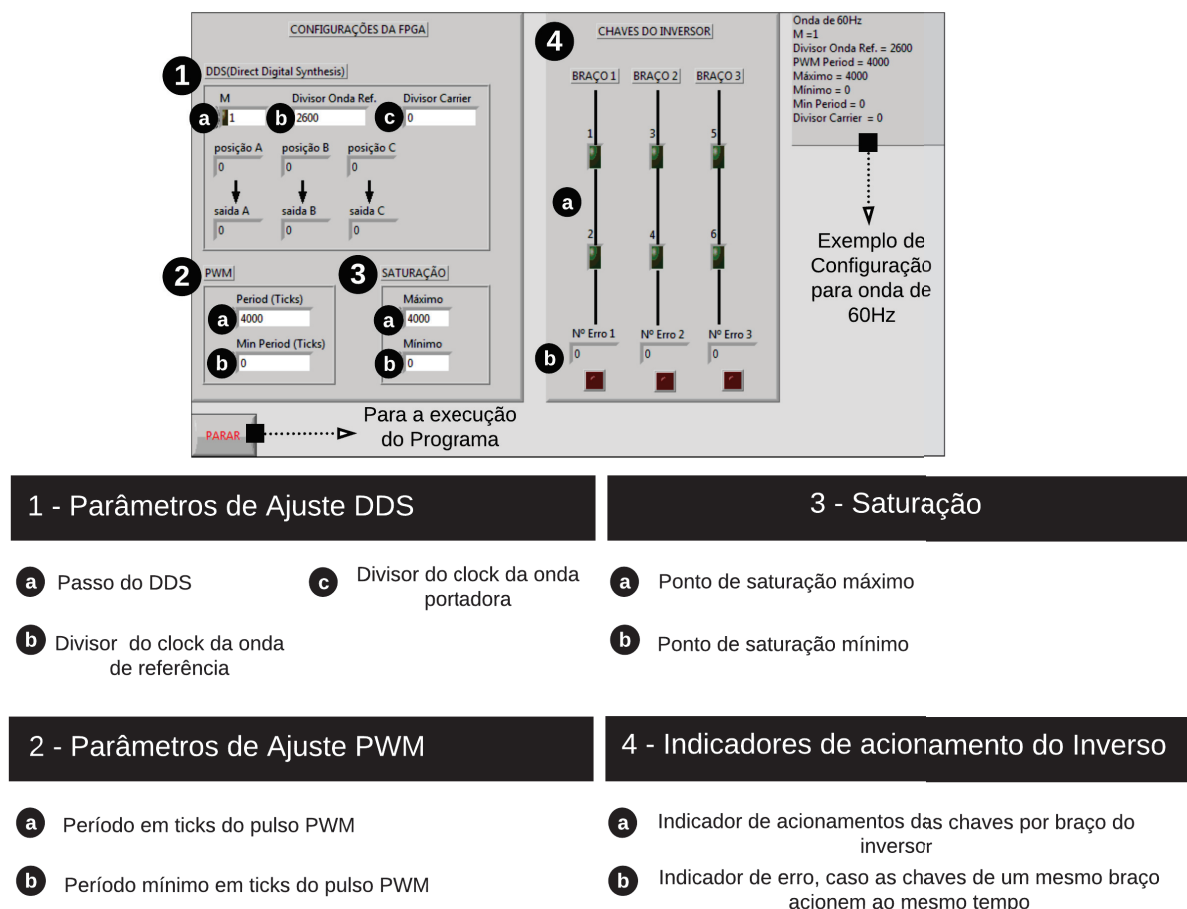 CONFIGURAÇÕES DA FPGA
1
DDS(Direct Digital Synthesis)
M
Divisor Onda Ref.
Divisor Carrier
a
1
b
2600
c
0
posição A
posição B
posição C
0
0
0
saida A
saida B
saida C
0
0
0
2
PWM
Period (Ticks)
a
4000
Min Period (Ticks)
b
0
3
SATURAÇÃO
Máximo
a
4000
Mínimo
b
0
4
CHAVES DO INVERSOR
BRAÇO 1
BRAÇO 2
BRAÇO 3
1
3
5
a
2
4
6
Nº Erro 1
Nº Erro 2
Nº Erro 3
b
0
0
0
Onda de 60Hz
M =1
Divisor Onda Ref. = 2600
PWM Period = 4000
Máximo = 4000
Mínimo = 0
Min Period = 0
Divisor Carrier = 0
Exemplo de
Configuração
para onda de
60Hz
PARAR
Para a execução
do Programa
1 - Parâmetros de Ajuste DDS
a Passo do DDS
b Divisor do clock da onda
de referência
c Divisor do clock da onda
portadora
3 - Saturação
a Ponto de saturação máximo
b Ponto de saturação mínimo
2 - Parâmetros de Ajuste PWM
a Período em ticks do pulso PWM
b Período mínimo em ticks do pulso PWM
4 - Indicadores de acionamento do Inverso
a Indicador de acionamentos das chaves por braço do
inversor
b Indicador de erro, caso as chaves de um mesmo braço
acionem ao mesmo tempo